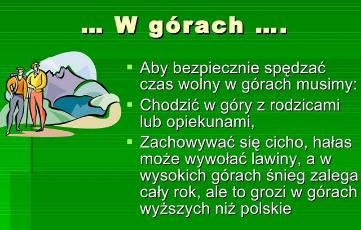 ... W górach ....
Aby bezpiecznie spędzać
czas wolny w górach musimy:
Chodzić w góry z rodzicami
lub opiekunami,
Zachowywać się cicho, hałas
może wywołać lawiny, a w
wysokich górach śnieg zalega
cały rok, ale to grozi w górach
wyższych niż polskie